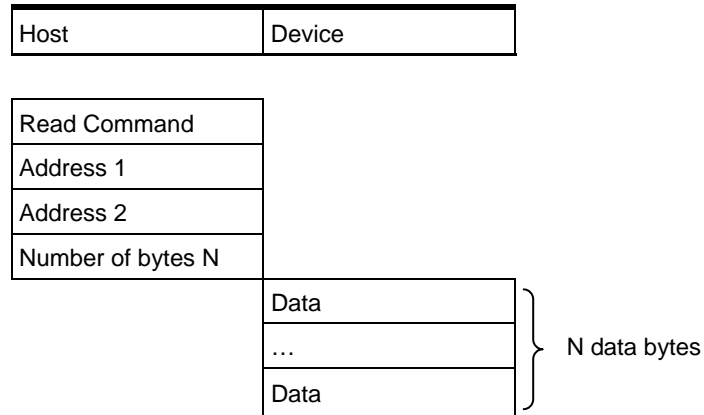 Host Device
Read Command
Address 1
Address 2
Number of bytes N
Data
…
N data bytes
Data